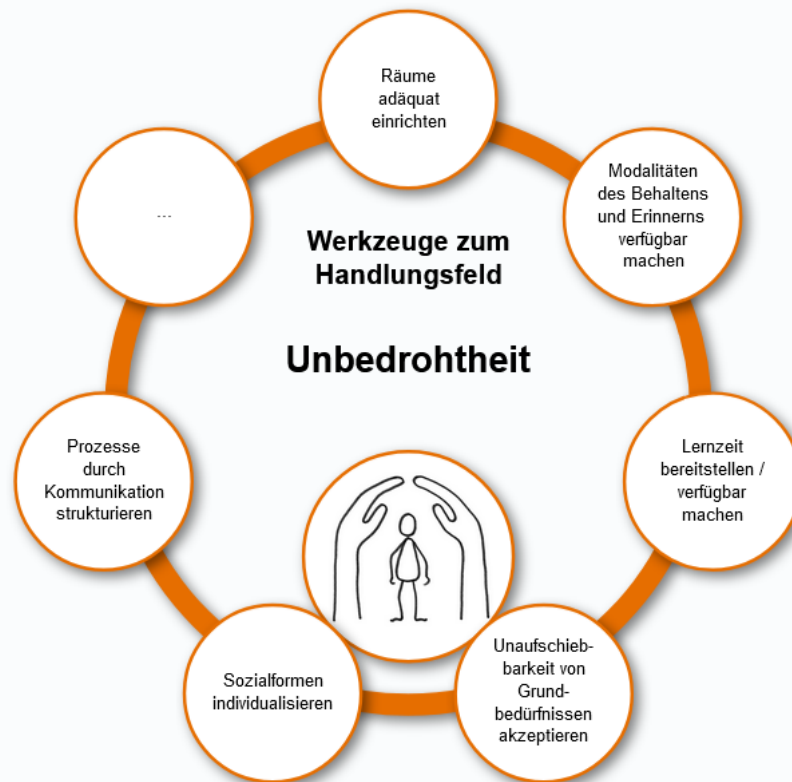 Räume
adäquat
einrichten
Modalitäten
des Behaltens
und Erinnerns
verfügbar
machen
...
Werkzeuge zum
Handlungsfeld
Unbedrohtheit
Prozesse
durch
Kommunikation
strukturieren
Lernzeit
bereitstellen /
verfügbar
machen
Sozialformen
individualisieren
Unaufschieb-
barkeit von
Grund-
bedürfnissen
akzeptieren